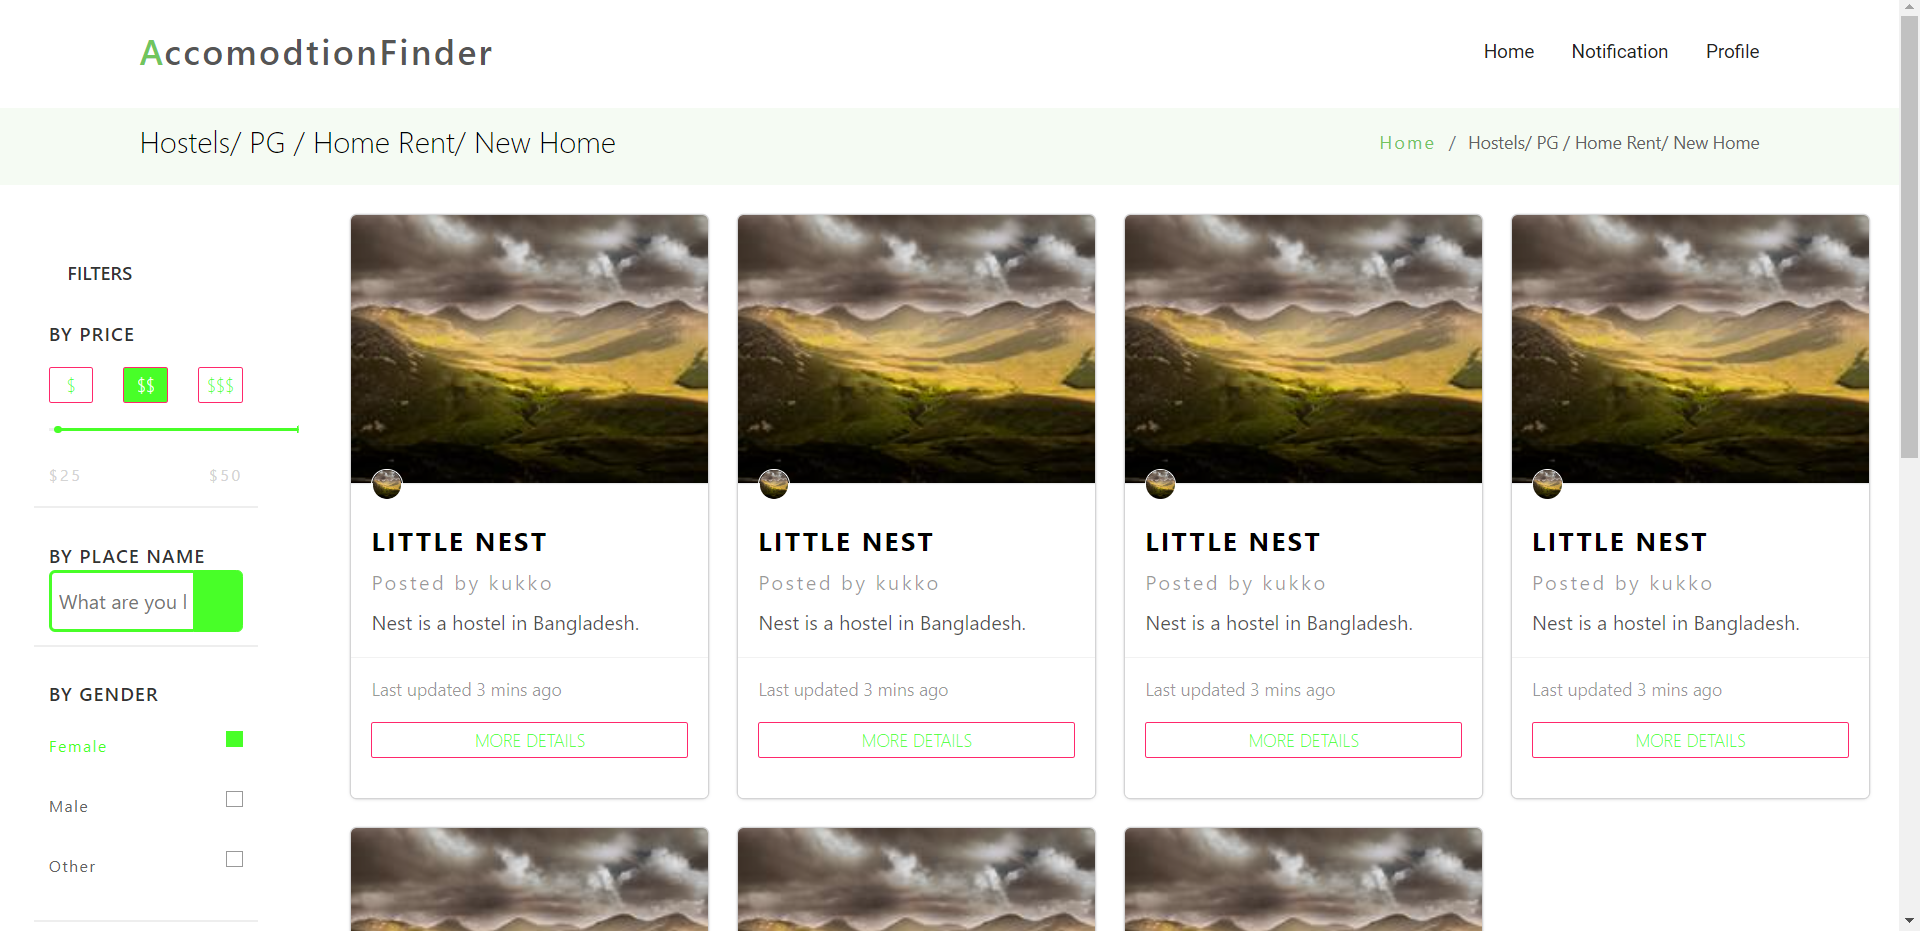 AccomodtionFinder
Home Notification Profile
Hostels/ PG / Home Rent/ New Home
Home / Hostels/ PG / Home Rent/ New Home
FILTERS
BY PRICE
$ $$ $$$
$25 $50
BY PLACE NAME
What are you l
BY GENDER
Female
Male
Other
LITTLE NEST
Posted by kukko
Nest is a hostel in Bangladesh.
Last updated 3 mins ago
MORE DETAILS
LITTLE NEST
Posted by kukko
Nest is a hostel in Bangladesh.
Last updated 3 mins ago
MORE DETAILS
LITTLE NEST
Posted by kukko
Nest is a hostel in Bangladesh.
Last updated 3 mins ago
MORE DETAILS
LITTLE NEST
Posted by kukko
Nest is a hostel in Bangladesh.
Last updated 3 mins ago
MORE DETAILS